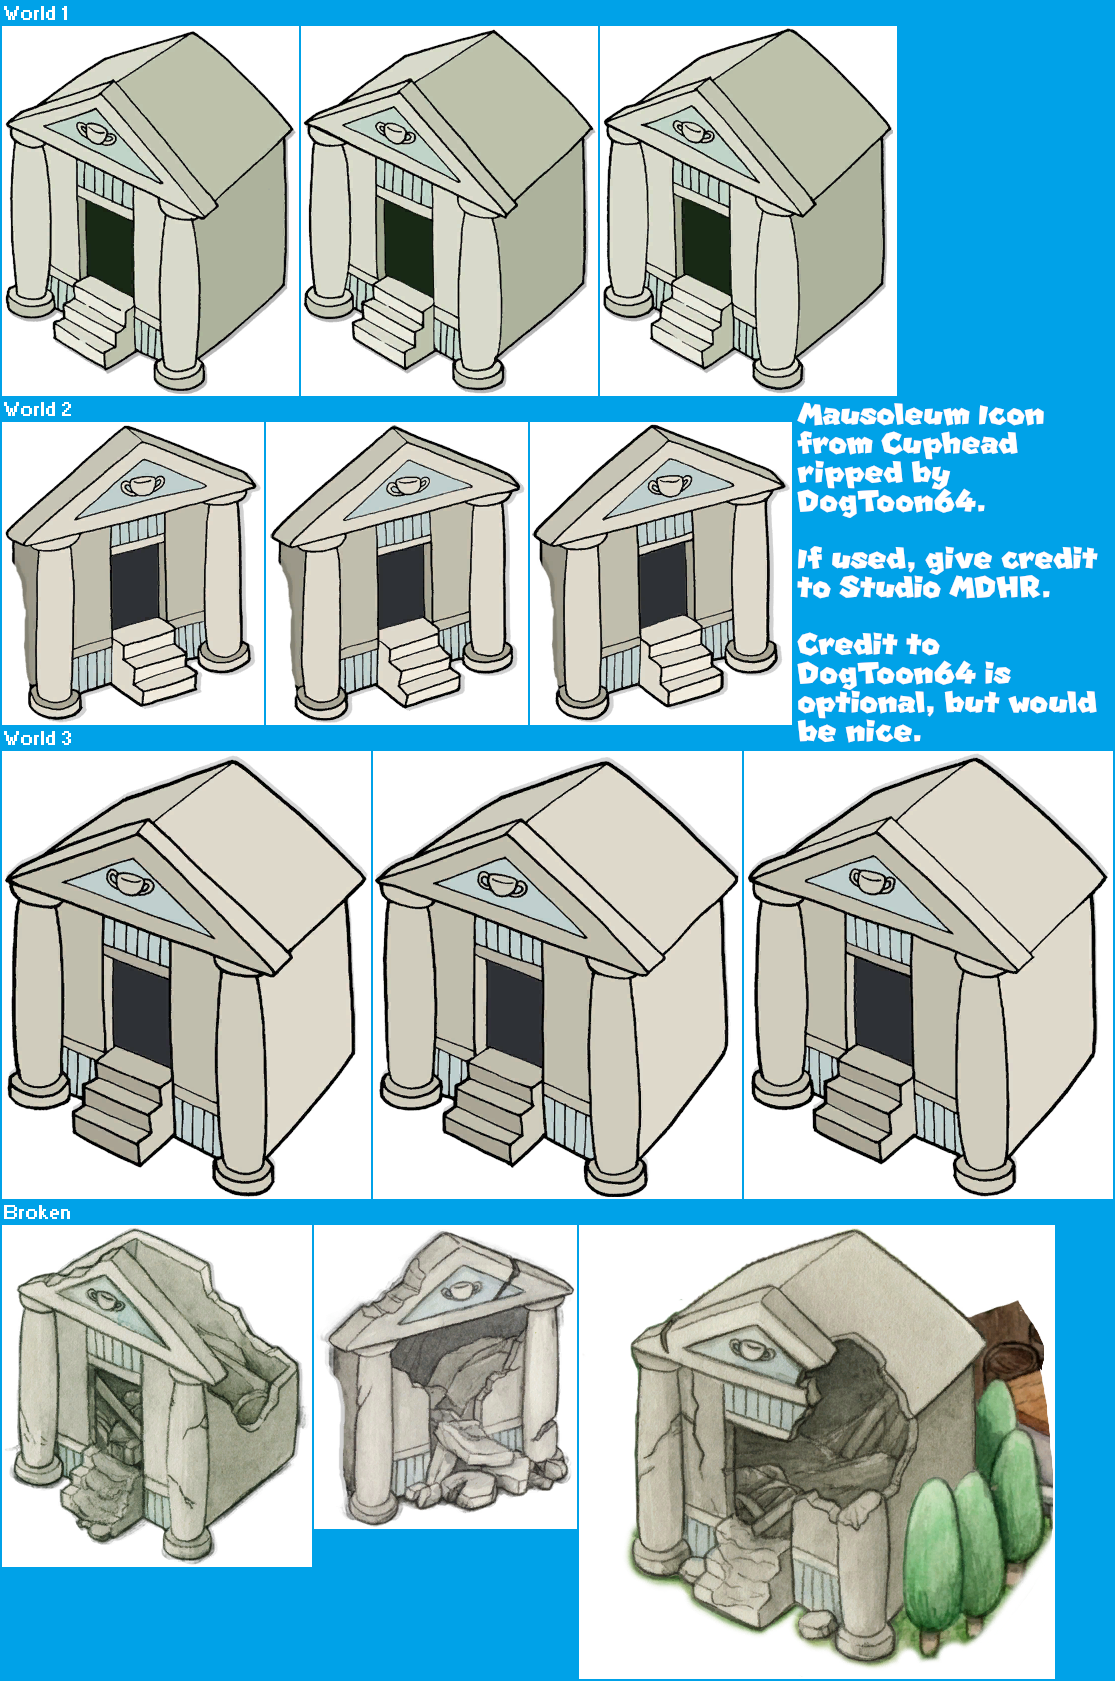 World 1
World 2
Mausoleum Icon
from Cuphead
ripped by
DogToon64.
If used, give credit
to Studio MDHR.
Credit to
DogToon64 is
optional, but would
be nice.
World 3
Broken